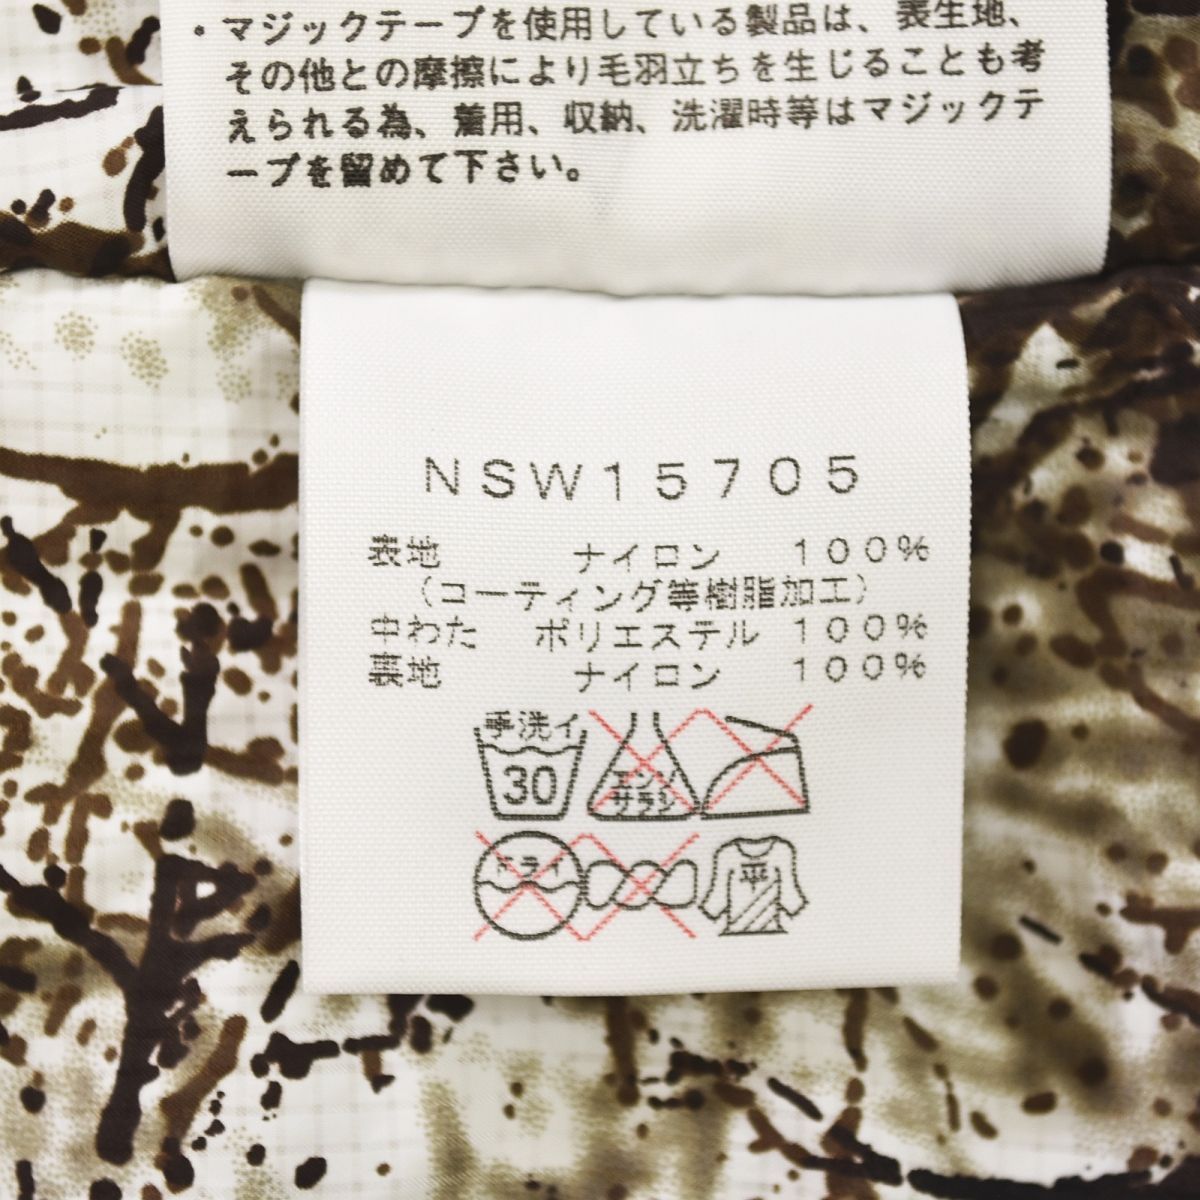 ・マジックテープを使用している製品は、表生地、
その他との摩擦により毛羽立ちを生じることも考
えられる為、着用、収納、洗濯時等はマジックテ
ープを留めて下さい。
NSW15705
表地 ナイロン 100%
(コーティング等樹脂加工)
中わた ポリエステル 100%
裏地 ナイロン 100%
手洗イ
30
エンソ
サラシ
ドライ
平